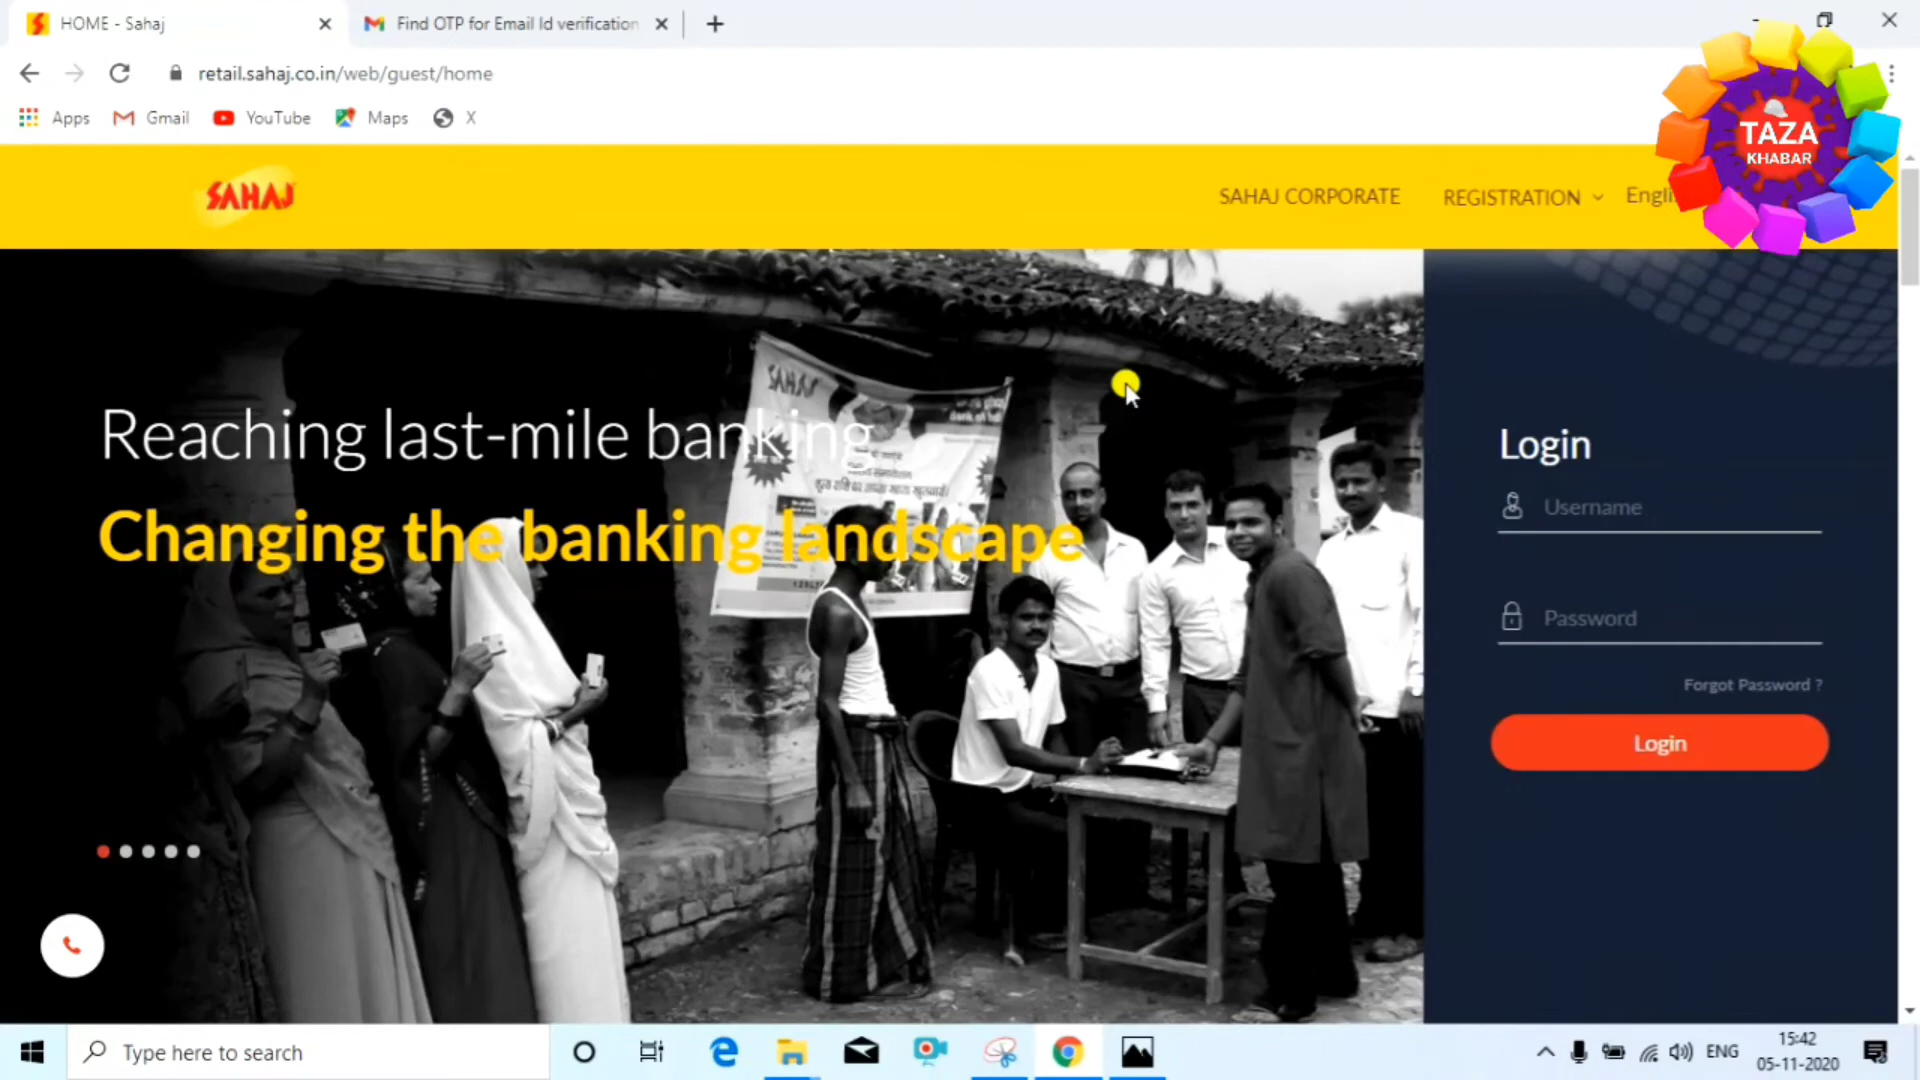 HOME - Sahaj
Find OTP for Email Id verification
retail.sahaj.co.in/web/guest/home
Apps
Gmail
YouTube
Maps
X
TAZA
KHABAR
SAHAJ
SAHAJ CORPORATE
REGISTRATION
Engli
SAHAJ
Reaching last-mile banking
Changing the banking landscape
Login
Username
Password
Forgot Password ?
Login
Type here to search
ENG
15:42
05-11-2020